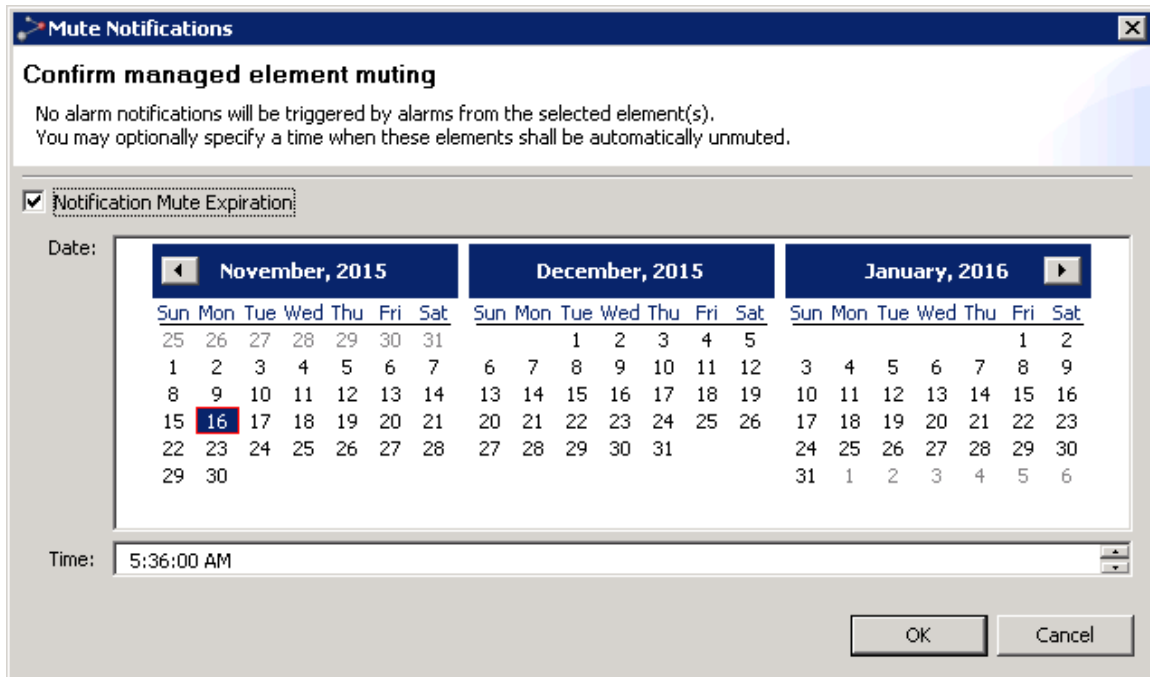 Mute Notifications
Confirm managed element muting
No alarm notifications will be triggered by alarms from the selected element(s).
You may optionally specify a time when these elements shall be automatically unmuted.
Notification Mute Expiration
Date:
November, 2015 December, 2015 January, 2016
Sun Mon Tue Wed Thu Fri Sat Sun Mon Tue Wed Thu Fri Sat Sun Mon Tue Wed Thu Fri Sat
25 26 27 28 29 30 31 1 2 3 4 5 1 2
1 2 3 4 5 6 7 6 7 8 9 10 11 12 3 4 5 6 7 8 9
8 9 10 11 12 13 14 13 14 15 16 17 18 19 10 11 12 13 14 15 16
15 16 17 18 19 20 21 20 21 22 23 24 25 26 17 18 19 20 21 22 23
22 23 24 25 26 27 28 27 28 29 30 31 24 25 26 27 28 29 30
29 30 31 1 2 3 4 5 6
Time: 5:36:00 AM
OK Cancel